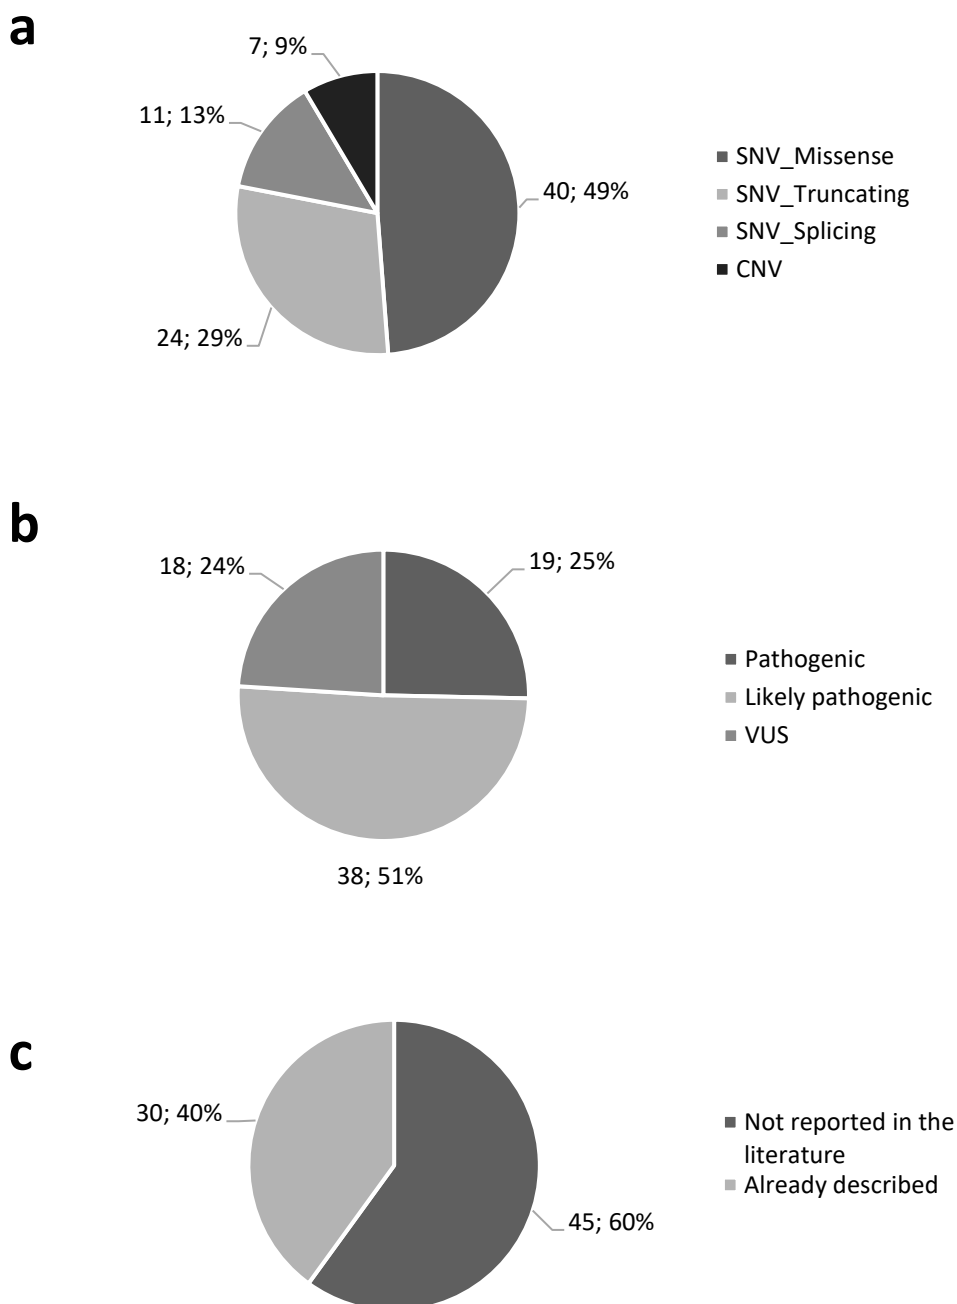 a
7; 9%
11; 13%
40; 49%
24; 29%
SNV_Missense
SNV_Truncating
SNV_Splicing
CNV
b
18; 24%
19; 25%
38; 51%
Pathogenic
Likely pathogenic
VUS
c
30; 40%
45; 60%
Not reported in the
literature
Already described